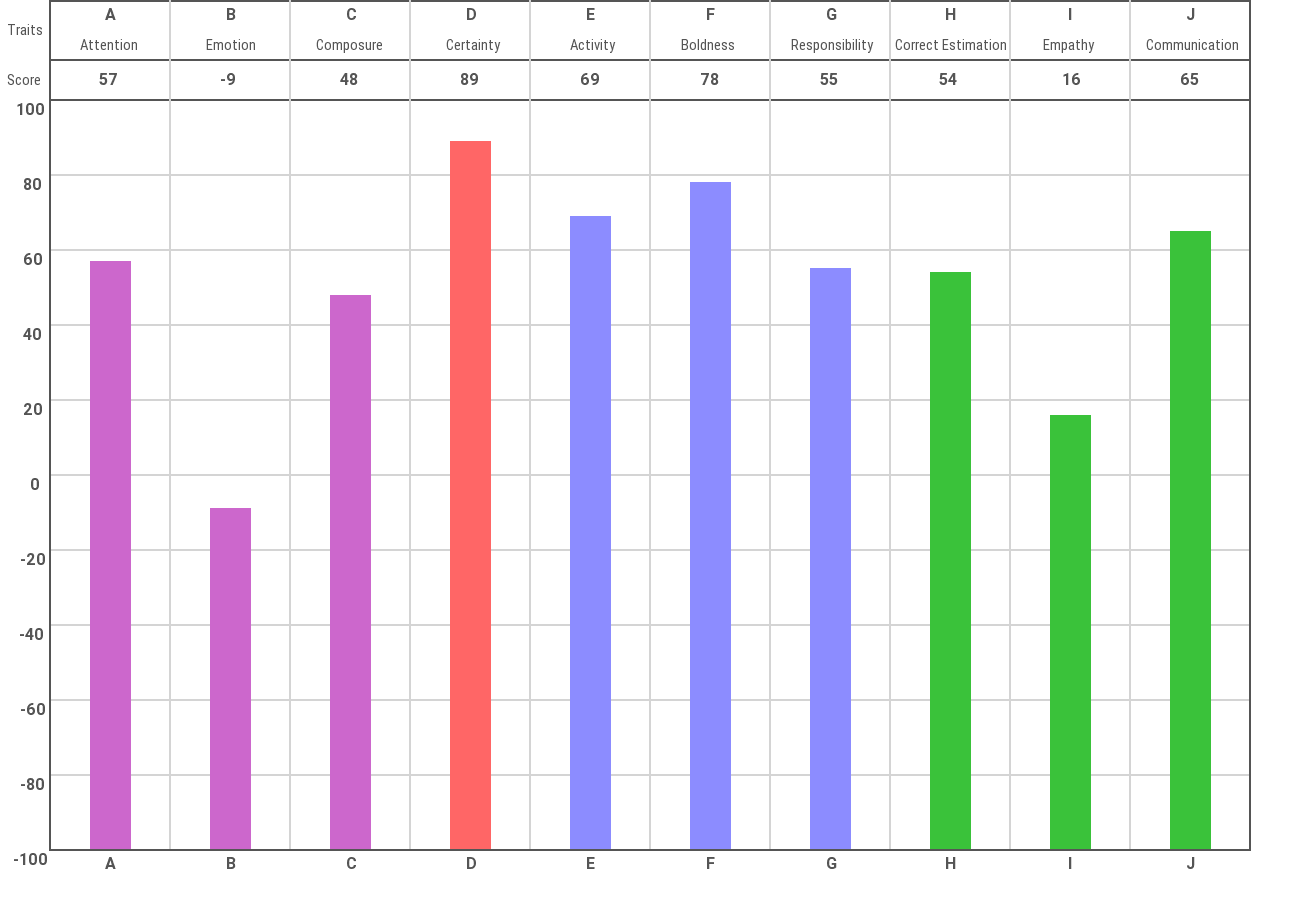 Traits
A B C D E F G H I J
Attention Emotion Composure Certainty Activity Boldness Responsibility Correct Estimation Empathy Communication
Score 57 -9 48 89 69 78 55 54 16 65
100
80
60
40
20
0
-20
-40
-60
-80
-100
A B C D E F G H I J